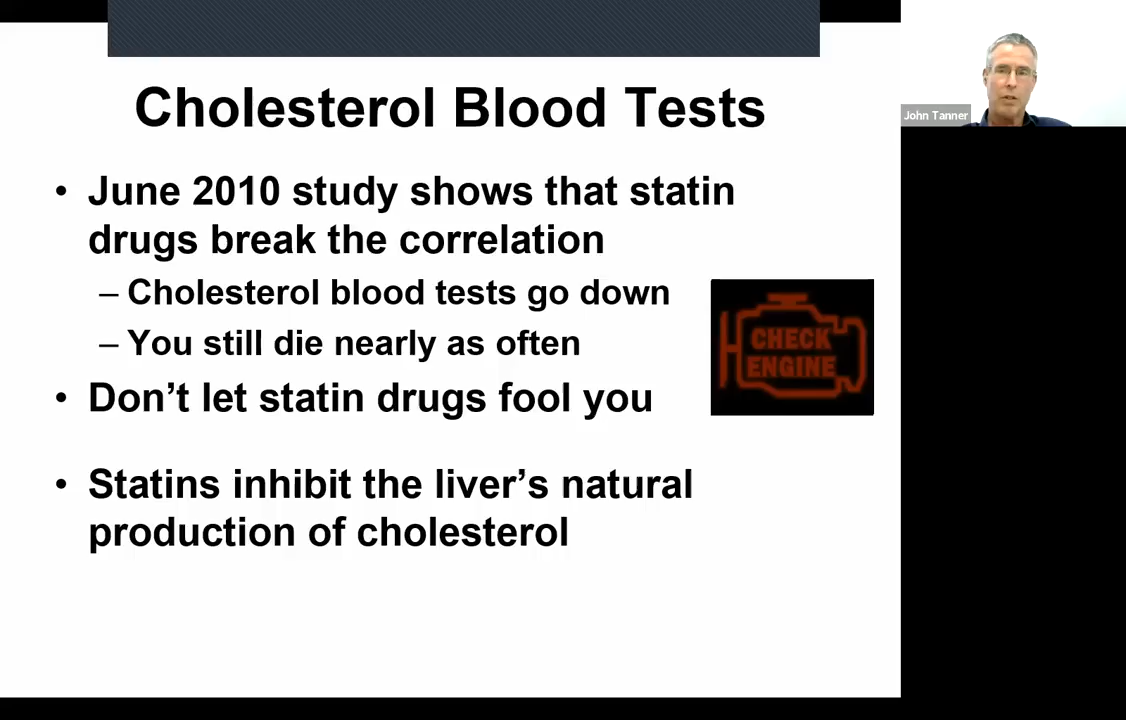 Cholesterol Blood Tests
John Tanner
• June 2010 study shows that statin
drugs break the correlation
– Cholesterol blood tests go down
– You still die nearly as often
CHECK
ENGINE
• Don’t let statin drugs fool you
• Statins inhibit the liver’s natural
production of cholesterol